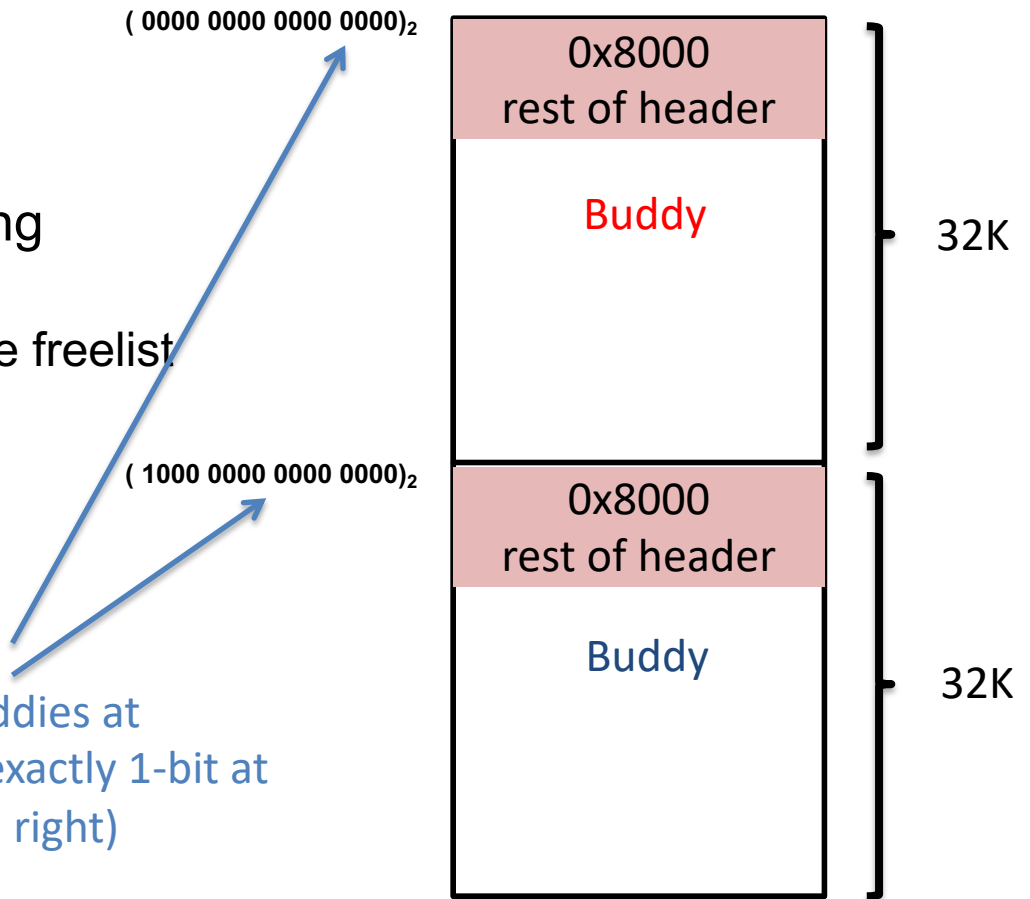 ( 0000 0000 0000 0000)₂
0x8000
rest of header
Buddy
32K
ng
e freelist
( 1000 0000 0000 0000)₂
0x8000
rest of header
Buddy
32K
ddies at
exactly 1-bit at
right)